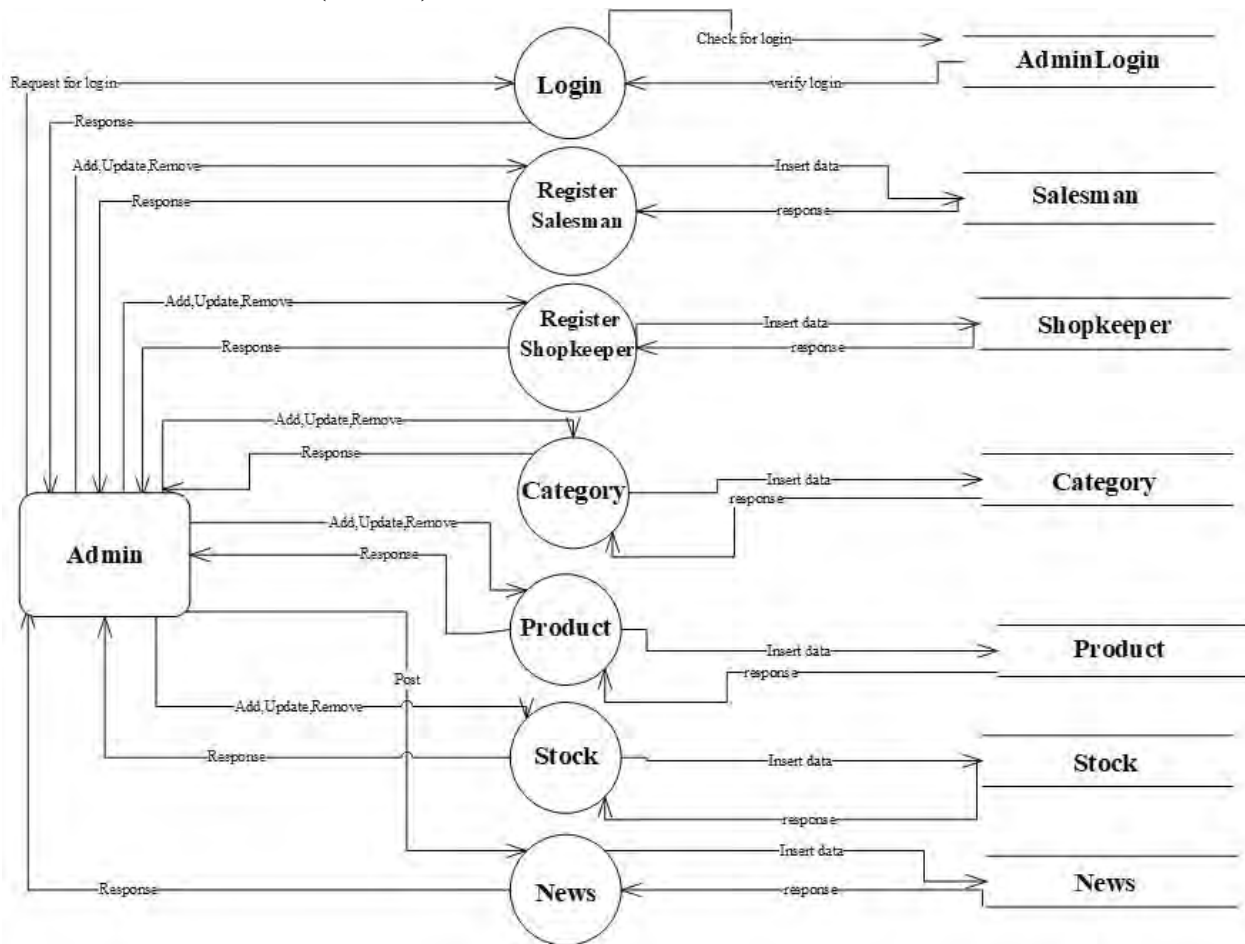 Check for login
AdminLogin
Request for login
Login
verify login
Response
Add,Update,Remove
Insert data
Register
Salesman
Salesman
Response
response
Add,Update,Remove
Register
Shopkeeper
Insert data
Shopkeeper
Response
response
Add,Update,Remove
Response
Category
Insert data
Category
response
Admin
Add,Update,Remove
Response
Product
Insert data
Product
response
Post
Add,Update,Remove
Response
Stock
Insert data
Stock
response
Insert data
News
News
Response
response